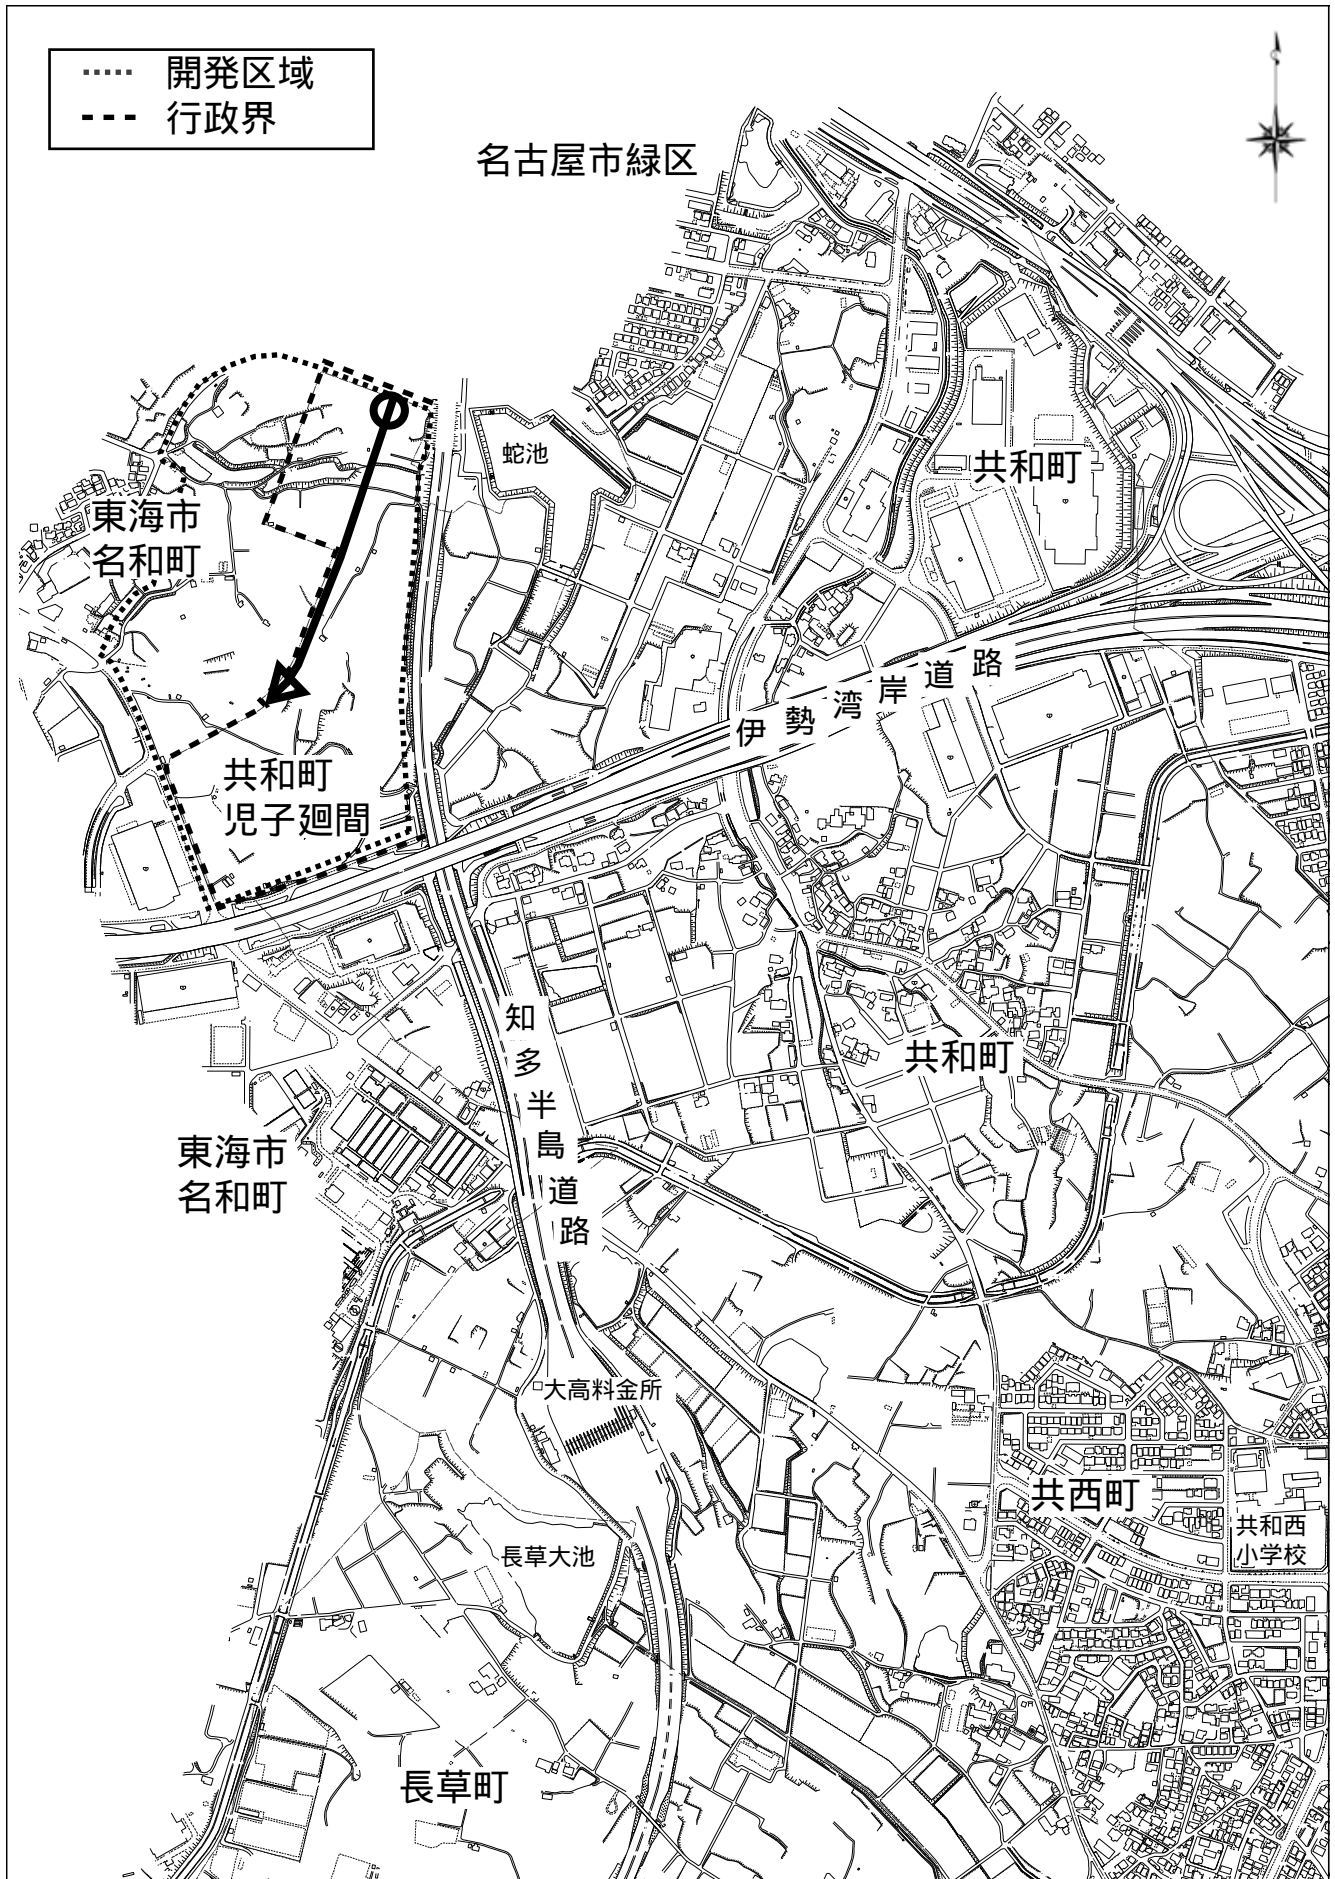 開発区域
行政界
名古屋市緑区
蛇池
共和町
東海市
名和町
伊勢湾岸道路
共和町
児子廻間
知多半島道路
共和町
東海市
名和町
大高料金所
共西町
共和西
小学校
長草大池
長草町